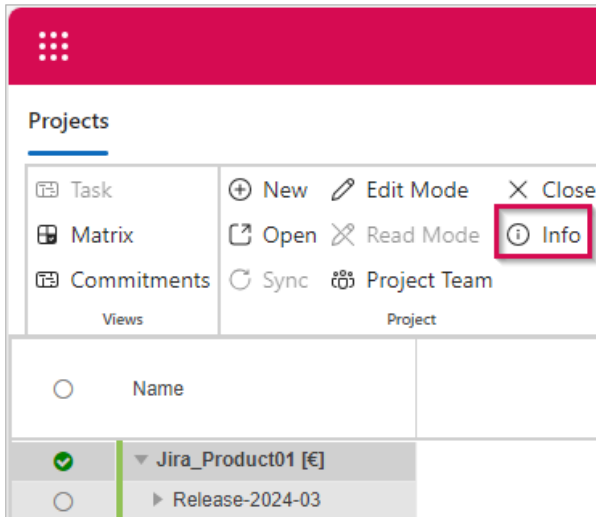 Projects
Task New Edit Mode Close
Matrix Open Read Mode Info
Commitments Sync Project Team
Views Project
Name
Jira_Product01 [€]
Release-2024-03